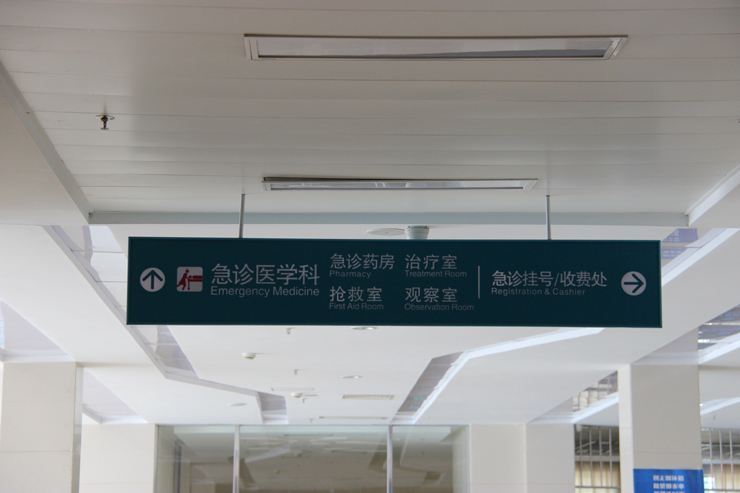 急诊医学科
Emergency Medicine
急诊药房
Pharmacy
治疗室
Treatment Room
抢救室
First Aid Room
观察室
Observation Room
急诊挂号/收费处
Registration & Cashier